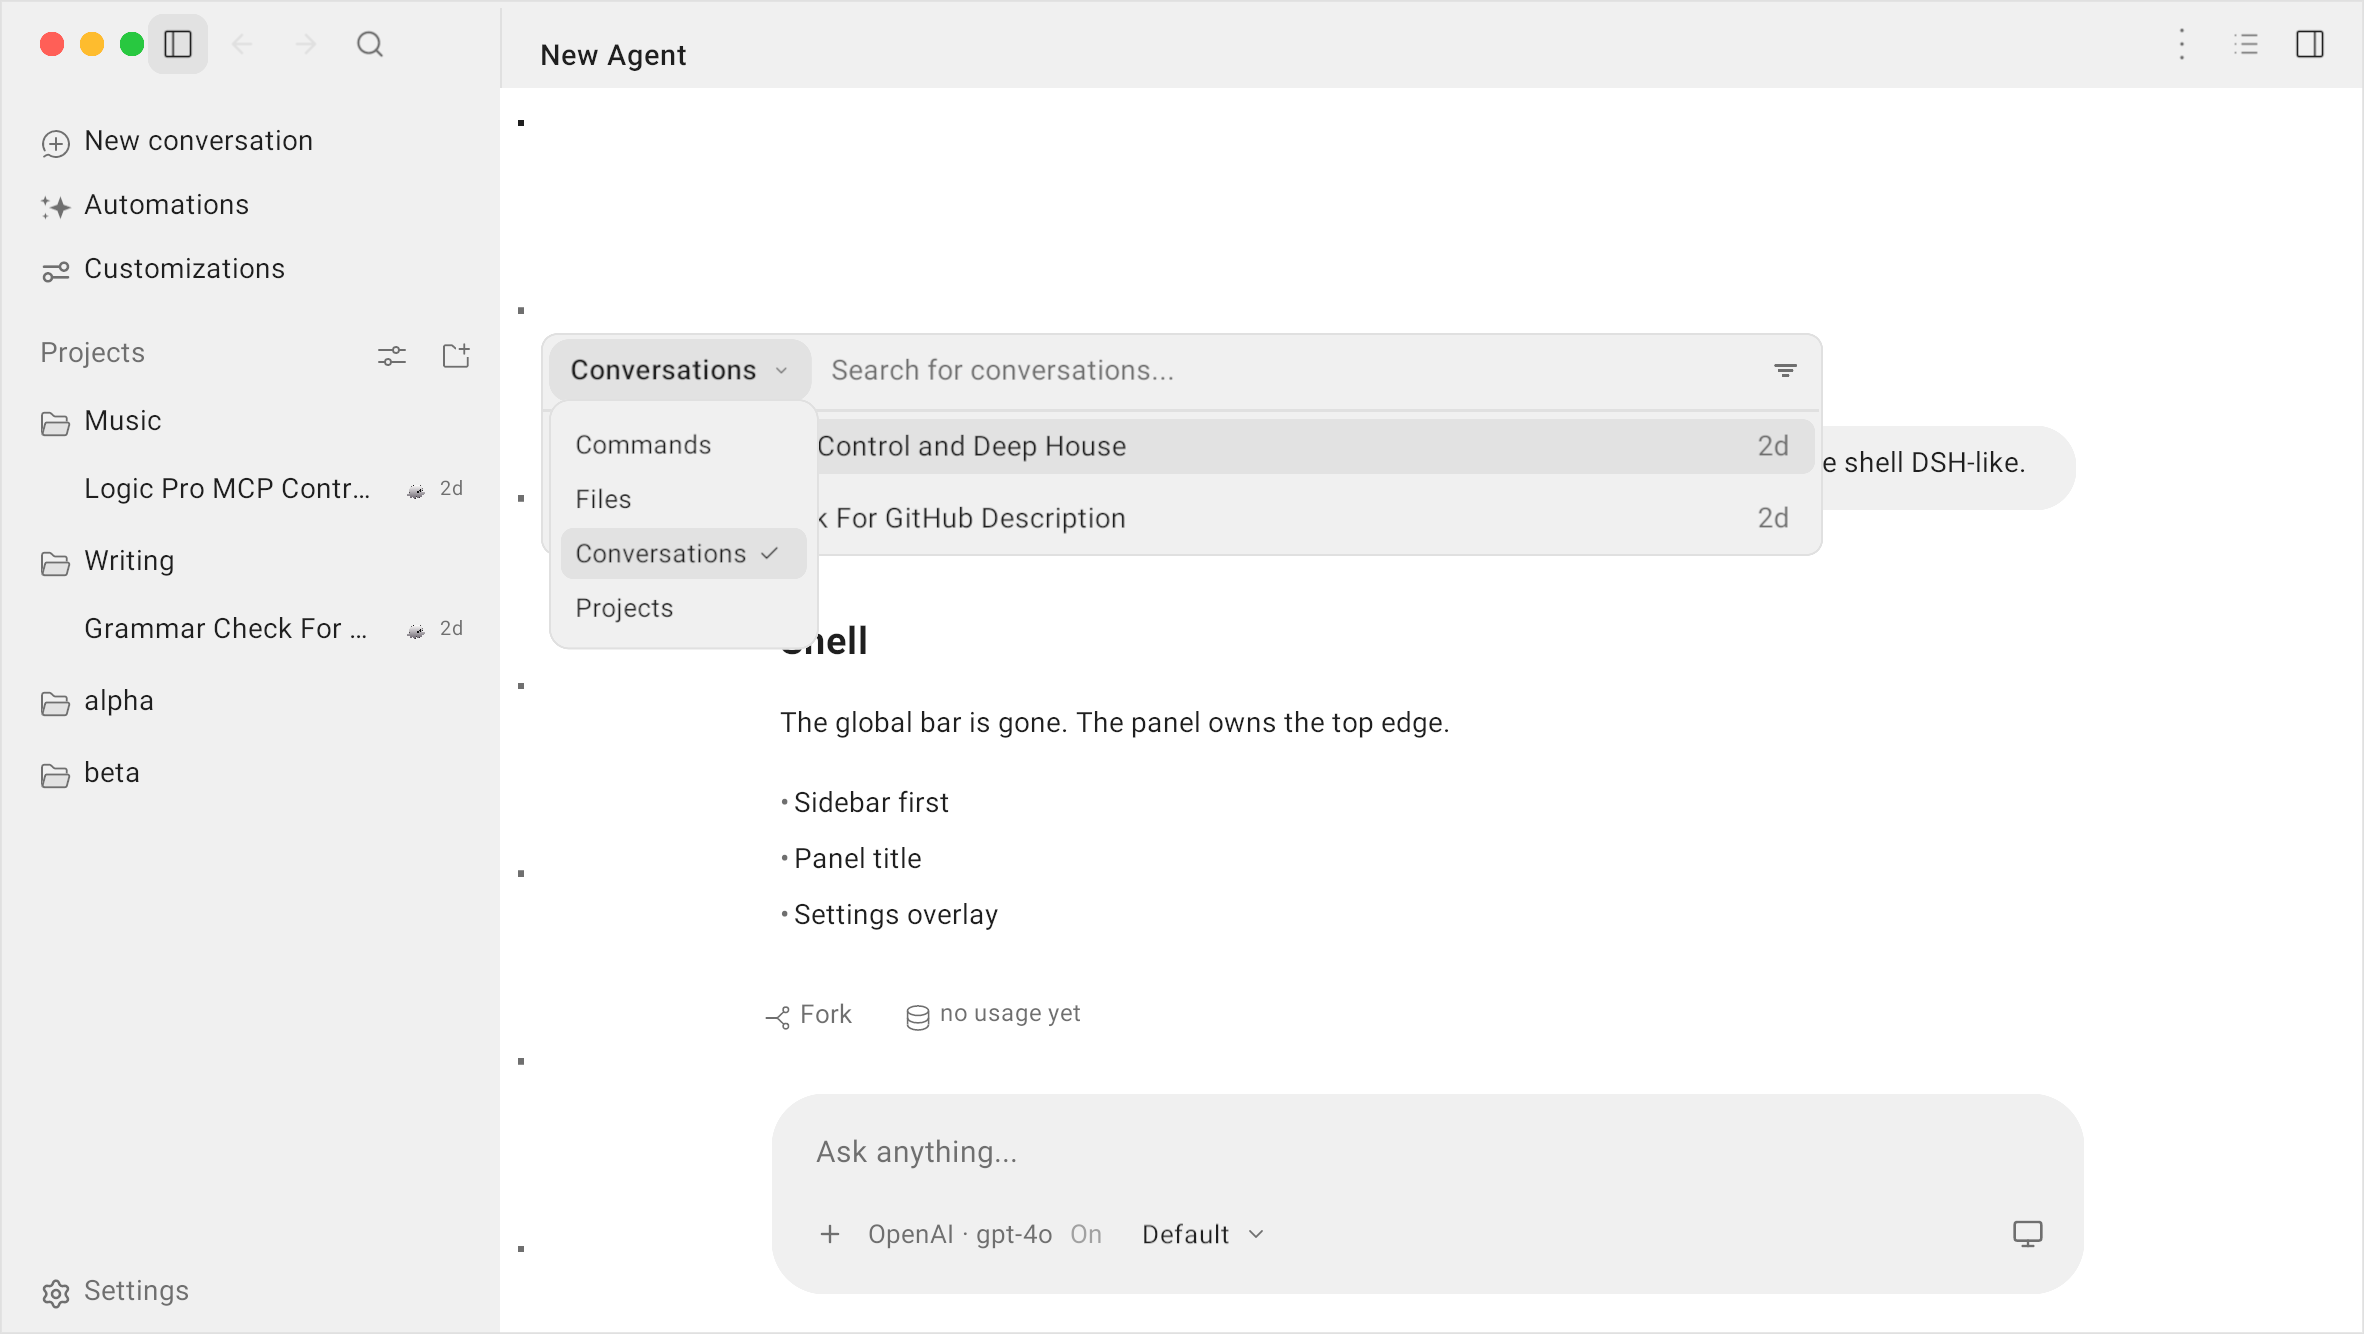 New Agent
New conversation
Automations
Customizations
Projects
Music
Logic Pro MCP Contr... 2d
Writing
Grammar Check For ... 2d
alpha
beta
Settings
Conversations Search for conversations...
Commands
Files
Conversations
Projects
Control and Deep House 2d
k For GitHub Description 2d
e shell DSH-like.
Shell
The global bar is gone. The panel owns the top edge.
• Sidebar first
• Panel title
• Settings overlay
Fork no usage yet
Ask anything...
OpenAI · gpt-4o On Default